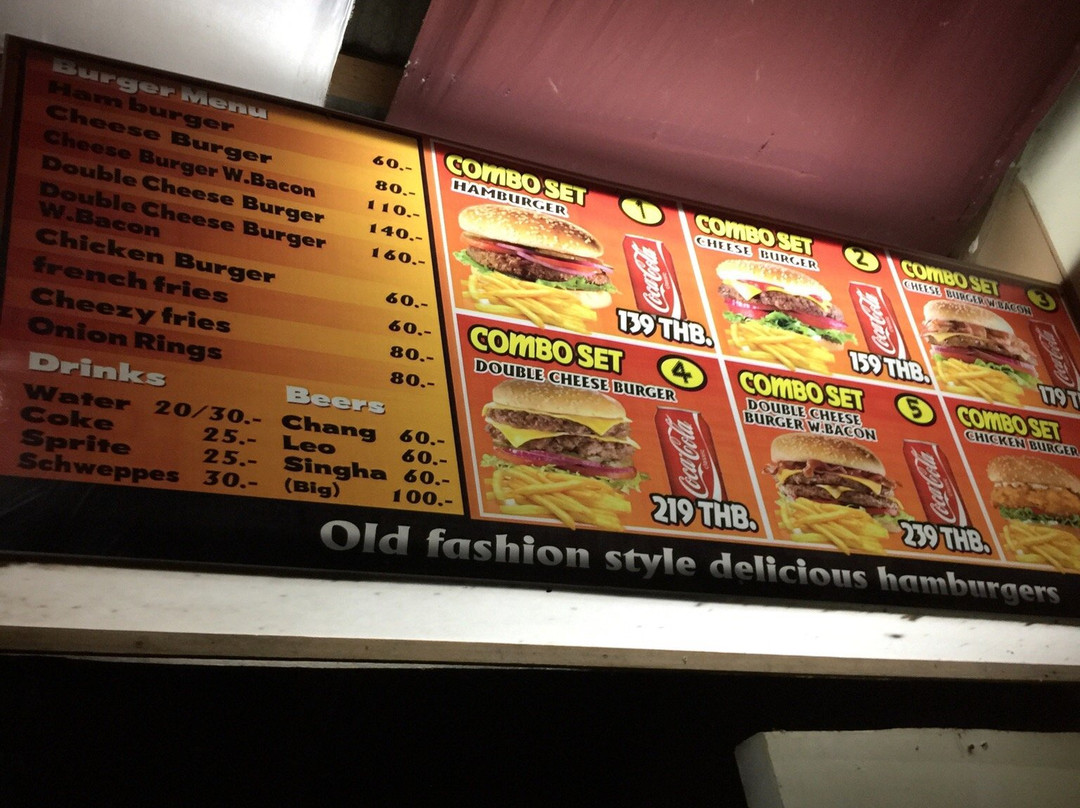 Burger Menu
Ham burger 60.-
Cheese Burger 80.-
Cheese Burger W.Bacon 110.-
Double Cheese Burger 140.-
Double Cheese Burger
W.Bacon 160.-
Chicken Burger 60.-
french fries 60.-
Cheezy fries 80.-
Onion Rings 80.-
Drinks
Water 20/30.-
Coke 25.-
Sprite 25.-
Schweppes 30.-
Beers
Chang 60.-
Leo 60.-
Singha 60.-
(Big) 100.-
COMBO SET 1
HAMBURGER
Coca-Cola
139 THB.
COMBO SET 2
CHEESE BURGER
Coca-Cola
159 THB.
COMBO SET 3
CHEESE BURGER W.BACON
Coca-Cola
179
COMBO SET 4
DOUBLE CHEESE BURGER
Coca-Cola
219 THB.
COMBO SET 5
DOUBLE CHEESE
BURGER W.BACON
Coca-Cola
239 THB.
COMBO SET
CHICKEN BURGER
Old fashion style delicious hamburgers